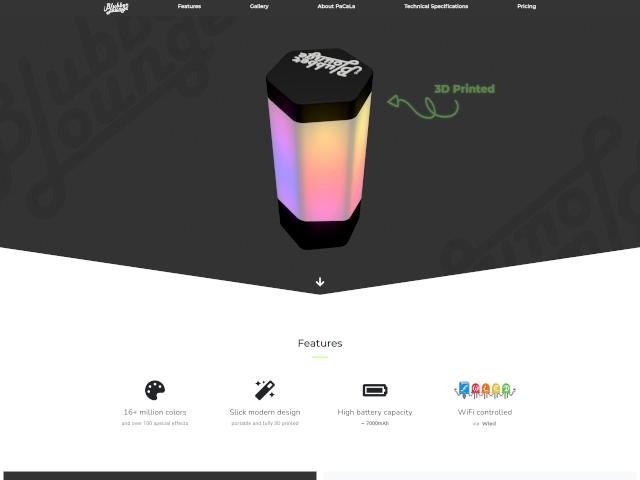 Blubber Lounge
Features
Gallery
About PaCaLa
Technical Specifications
Pricing
Blubber
Lounge
3D Printed
Features
16+ million colors
and over 100 special effects
Slick modern design
portable and fully 3D printed
High battery capacity
~ 7000mAh
WLED
WiFi controlled
via Wled